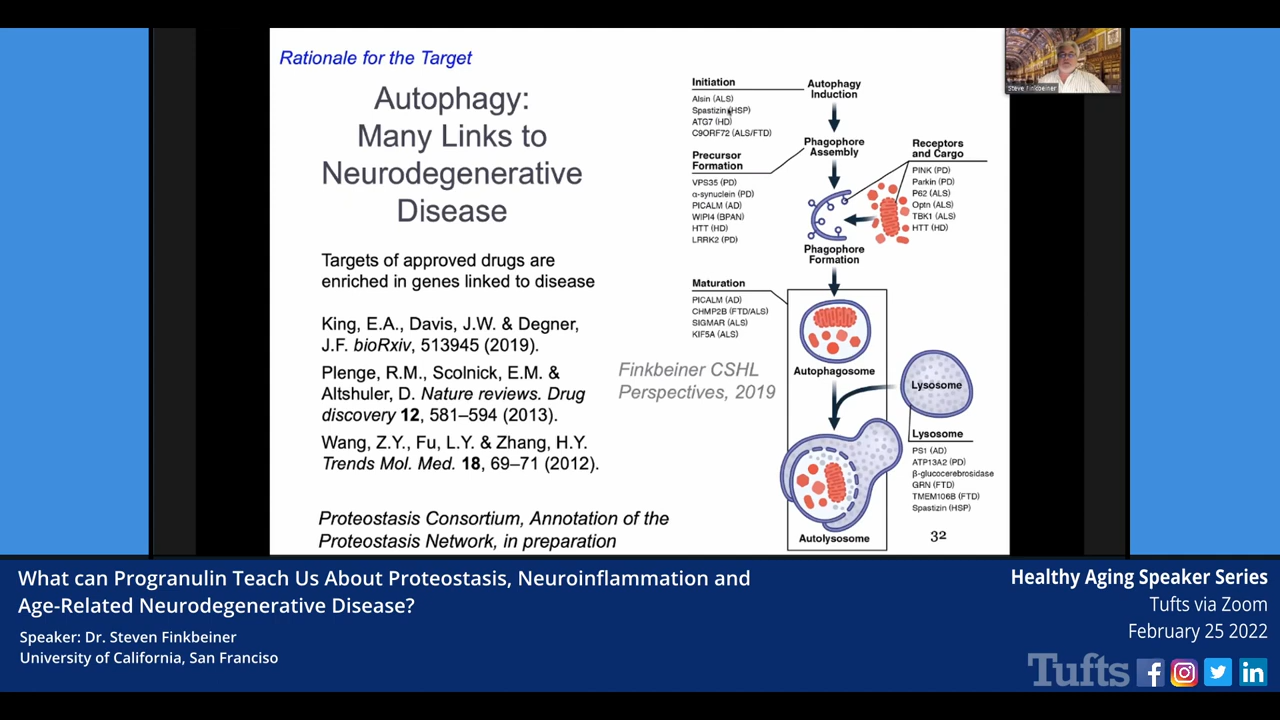 Rationale for the Target
Autophagy:
Many Links to
Neurodegenerative
Disease
Targets of approved drugs are
enriched in genes linked to disease
King, E.A., Davis, J.W. & Degner,
J.F. bioRxiv, 513945 (2019).
Plenge, R.M., Scolnick, E.M. &
Altshuler, D. Nature reviews. Drug
discovery 12, 581–594 (2013).
Wang, Z.Y., Fu, L.Y. & Zhang, H.Y.
Trends Mol. Med. 18, 69–71 (2012).
Proteostasis Consortium, Annotation of the
Proteostasis Network, in preparation
Finkbeiner CSHL
Perspectives, 2019
Initiation
Alsin (ALS)
Spastizin (HSP)
ATG7 (HD)
C9ORF72 (ALS/FTD)
Precursor
Formation
VPS35 (PD)
α-synuclein (PD)
PICALM (AD)
WIPI4 (BPAN)
HTT (HD)
LRRK2 (PD)
Maturation
PICALM (AD)
CHMP2B (FTD/ALS)
SIGMAR (ALS)
KIF5A (ALS)
Autophagy
Induction
Phagophore
Assembly
Phagophore
Formation
Autophagosome
Autolysosome
Receptors
and Cargo
PINK (PD)
Parkin (PD)
P62 (ALS)
Optn (ALS)
TBK1 (ALS)
HTT (HD)
Lysosome
Lysosome
PS1 (AD)
ATP13A2 (PD)
β-glucocerebrosidase
GRN (FTD)
TMEM106B (FTD)
Spastizin (HSP)
32
Steve Finkbeiner
What can Progranulin Teach Us About Proteostasis, Neuroinflammation and
Age-Related Neurodegenerative Disease?
Speaker: Dr. Steven Finkbeiner
University of California, San Franciso
Healthy Aging Speaker Series
Tufts via Zoom
February 25 2022
Tufts